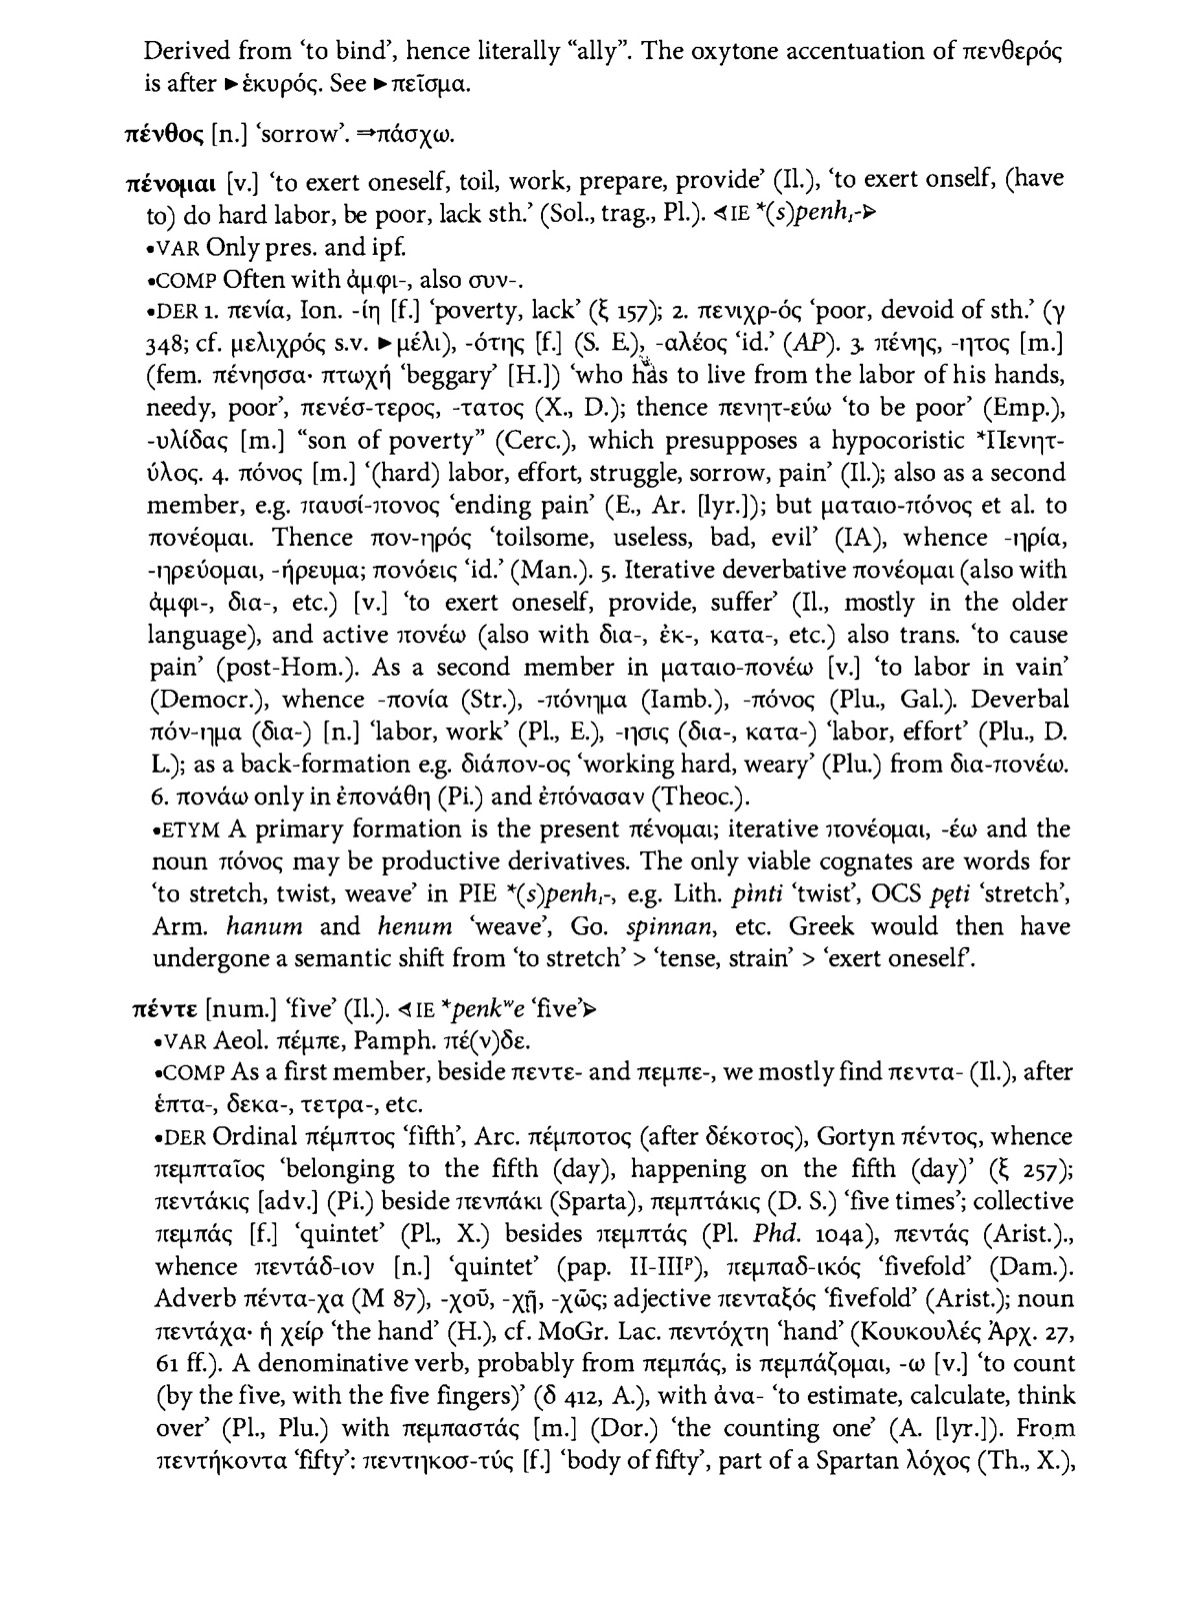 Derived from ‘to bind’, hence literally “ally”. The oxytone accentuation of πενθερός
is after ►ἑκυρός. See ►πεῖσμα.
πένθος [n.] ‘sorrow’. ⇒πάσχω.
πένομαι [v.] ‘to exert oneself, toil, work, prepare, provide’ (Il.), ‘to exert onself, (have
to) do hard labor, be poor, lack sth.’ (Sol., trag., Pl.). ⋖IE *(s)penh₁-⋗
•VAR Only pres. and ipf.
•COMP Often with ἀμφι-, also συν-.
•DER 1. πενία, Ion. -ίη [f.] ‘poverty, lack’ (ξ 157); 2. πενιχρ-ός ‘poor, devoid of sth.’ (γ
348; cf. μελιχρός s.v. ►μέλι), -ότης [f.] (S. E.), -αλέος ‘id.’ (AP). 3. πένης, -ητος [m.]
(fem. πένησσα· πτωχή ‘beggary’ [H.]) ‘who has to live from the labor of his hands,
needy, poor’, πενέσ-τερος, -τατος (X., D.); thence πενητ-εύω ‘to be poor’ (Emp.),
-υλίδας [m.] “son of poverty” (Cerc.), which presupposes a hypocoristic *Πενητ-
ύλος. 4. πόνος [m.] ‘(hard) labor, effort, struggle, sorrow, pain’ (Il.); also as a second
member, e.g. παυσί-πονος ‘ending pain’ (E., Ar. [lyr.]); but ματαιο-πόνος et al. to
πονέομαι. Thence πον-ηρός ‘toilsome, useless, bad, evil’ (IA), whence -ηρία,
-ηρεύομαι, -ήρευμα; πονόεις ‘id.’ (Man.). 5. Iterative deverbative πονέομαι (also with
ἀμφι-, δια-, etc.) [v.] ‘to exert oneself, provide, suffer’ (Il., mostly in the older
language), and active πονέω (also with δια-, ἐκ-, κατα-, etc.) also trans. ‘to cause
pain’ (post-Hom.). As a second member in ματαιο-πονέω [v.] ‘to labor in vain’
(Democr.), whence -πονία (Str.), -πόνημα (Iamb.), -πόνος (Plu., Gal.). Deverbal
πόν-ημα (δια-) [n.] ‘labor, work’ (Pl., E.), -ησις (δια-, κατα-) ‘labor, effort’ (Plu., D.
L.); as a back-formation e.g. διάπον-ος ‘working hard, weary’ (Plu.) from δια-πονέω.
6. πονάω only in ἐπονάθη (Pi.) and ἐπόνασαν (Theoc.).
•ETYM A primary formation is the present πένομαι; iterative πονέομαι, -έω and the
noun πόνος may be productive derivatives. The only viable cognates are words for
‘to stretch, twist, weave’ in PIE *(s)penh₁-, e.g. Lith. pìnti ‘twist’, OCS pęti ‘stretch’,
Arm. hanum and henum ‘weave’, Go. spinnan, etc. Greek would then have
undergone a semantic shift from ‘to stretch’ > ‘tense, strain’ > ‘exert oneself’.
πέντε [num.] ‘five’ (Il.). ⋖IE *penkʷe ‘five’⋗
•VAR Aeol. πέμπε, Pamph. πέ(ν)δε.
•COMP As a first member, beside πεντε- and πεμπε-, we mostly find πεντα- (Il.), after
ἑπτα-, δεκα-, τετρα-, etc.
•DER Ordinal πέμπτος ‘fifth’, Arc. πέμποτος (after δέκοτος), Gortyn πέντος, whence
πεμπταῖος ‘belonging to the fifth (day), happening on the fifth (day)’ (ξ 257);
πεντάκις [adv.] (Pi.) beside πενπάκι (Sparta), πεμπτάκις (D. S.) ‘five times’; collective
πεμπάς [f.] ‘quintet’ (Pl., X.) besides πεμπτάς (Pl. Phd. 104a), πεντάς (Arist.).,
whence πεντάδ-ιον [n.] ‘quintet’ (pap. II-IIIᵖ), πεμπαδ-ικός ‘fivefold’ (Dam.).
Adverb πέντα-χα (Μ 87), -χοῦ, -χῇ, -χῶς; adjective πενταξός ‘fivefold’ (Arist.); noun
πεντάχα· ἡ χείρ ‘the hand’ (H.), cf. MoGr. Lac. πεντόχτη ‘hand’ (Κουκουλές Ἀρχ. 27,
61 ff.). A denominative verb, probably from πεμπάς, is πεμπάζομαι, -ω [v.] ‘to count
(by the five, with the five fingers)’ (δ 412, A.), with ἀνα- ‘to estimate, calculate, think
over’ (Pl., Plu.) with πεμπαστάς [m.] (Dor.) ‘the counting one’ (A. [lyr.]). From
πεντήκοντα ‘fifty’: πεντηκοσ-τύς [f.] ‘body of fifty’, part of a Spartan λόχος (Th., X.),